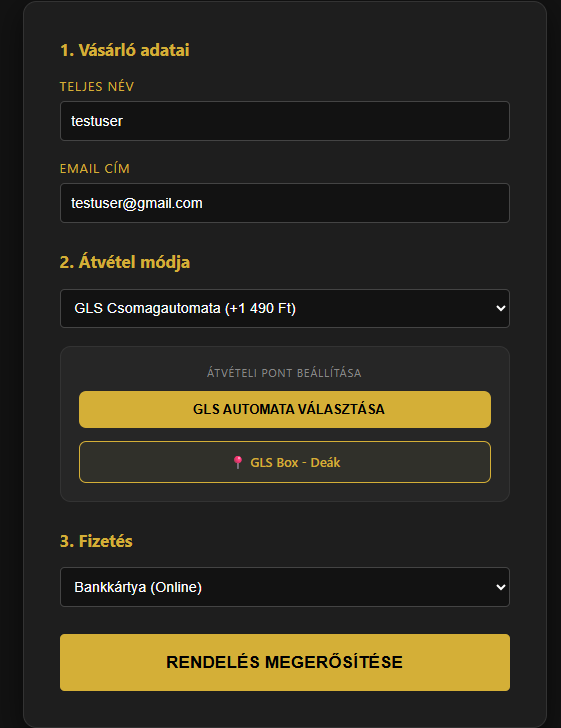 1. Vásárló adatai
TELJES NÉV
testuser
EMAIL CÍM
testuser@gmail.com
2. Átvétel módja
GLS Csomagautomata (+1 490 Ft)
ÁTVÉTELI PONT BEÁLLÍTÁSA
GLS AUTOMATA VÁLASZTÁSA
📍 GLS Box - Deák
3. Fizetés
Bankkártya (Online)
RENDELÉS MEGERŐSÍTÉSE